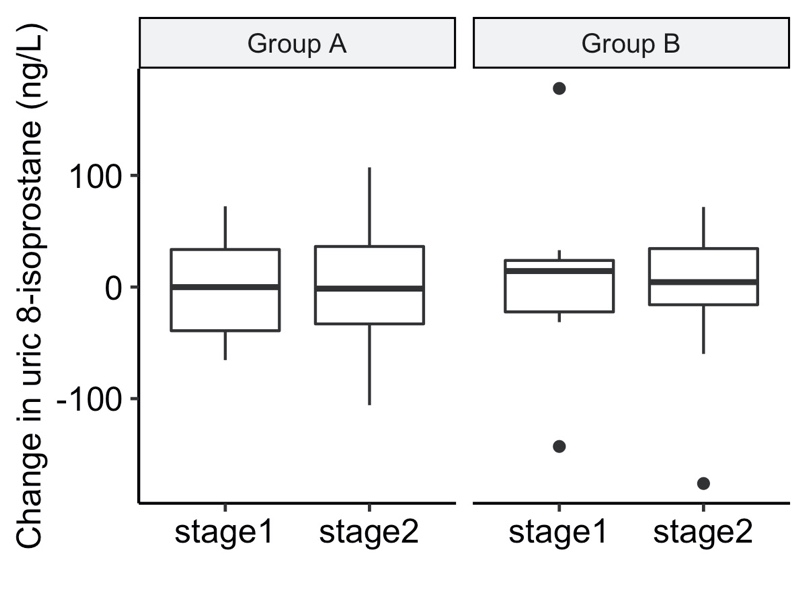 Group A
Group B
Change in uric 8-isoprostane (ng/L)
100
0
-100
stage1
stage2
stage1
stage2